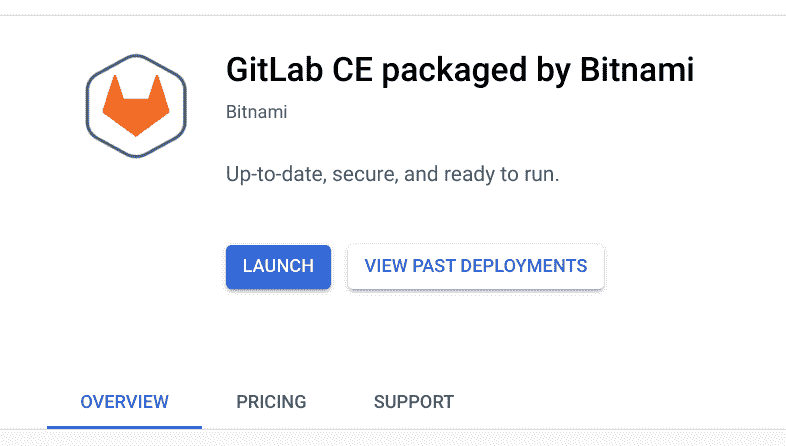 GitLab CE packaged by Bitnami
Bitnami
Up-to-date, secure, and ready to run.
LAUNCH VIEW PAST DEPLOYMENTS
OVERVIEW PRICING SUPPORT